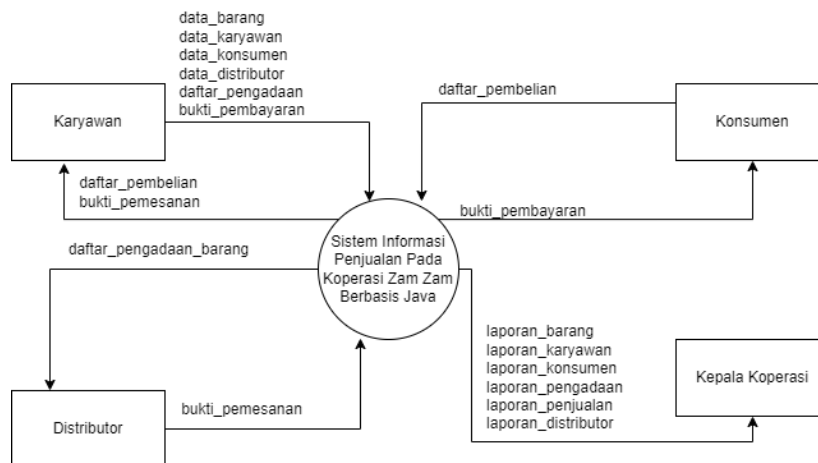 data_barang
data_karyawan
data_konsumen
data_distributor
daftar_pengadaan
bukti_pembayaran
Karyawan
daftar_pembelian
Konsumen
daftar_pembelian
bukti_pemesanan
bukti_pembayaran
Sistem Informasi
Penjualan Pada
Koperasi Zam Zam
Berbasis Java
daftar_pengadaan_barang
laporan_barang
laporan_karyawan
laporan_konsumen
laporan_pengadaan
laporan_penjualan
laporan_distributor
Kepala Koperasi
Distributor
bukti_pemesanan